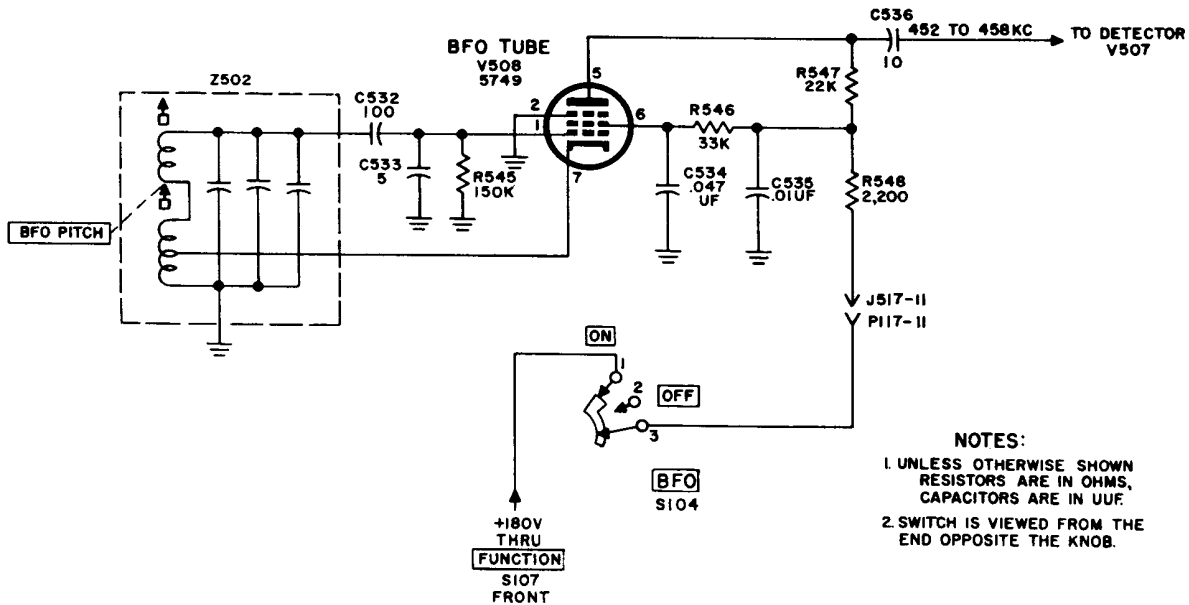 C536
452 TO 458KC
TO DETECTOR
V507
10
BFO TUBE
V508
5749
5
R547
22K
Z502
C532
100
2
1
6
R546
33K
C533
5
R545
150K
7
C534
.047
UF
C535
.01UF
R548
2,200
BFO PITCH
J517-11
P117-11
ON
1
2
OFF
3
BFO
S104
+180V
THRU
FUNCTION
S107
FRONT
NOTES:
1. UNLESS OTHERWISE SHOWN
RESISTORS ARE IN OHMS,
CAPACITORS ARE IN UUF.
2. SWITCH IS VIEWED FROM THE
END OPPOSITE THE KNOB.